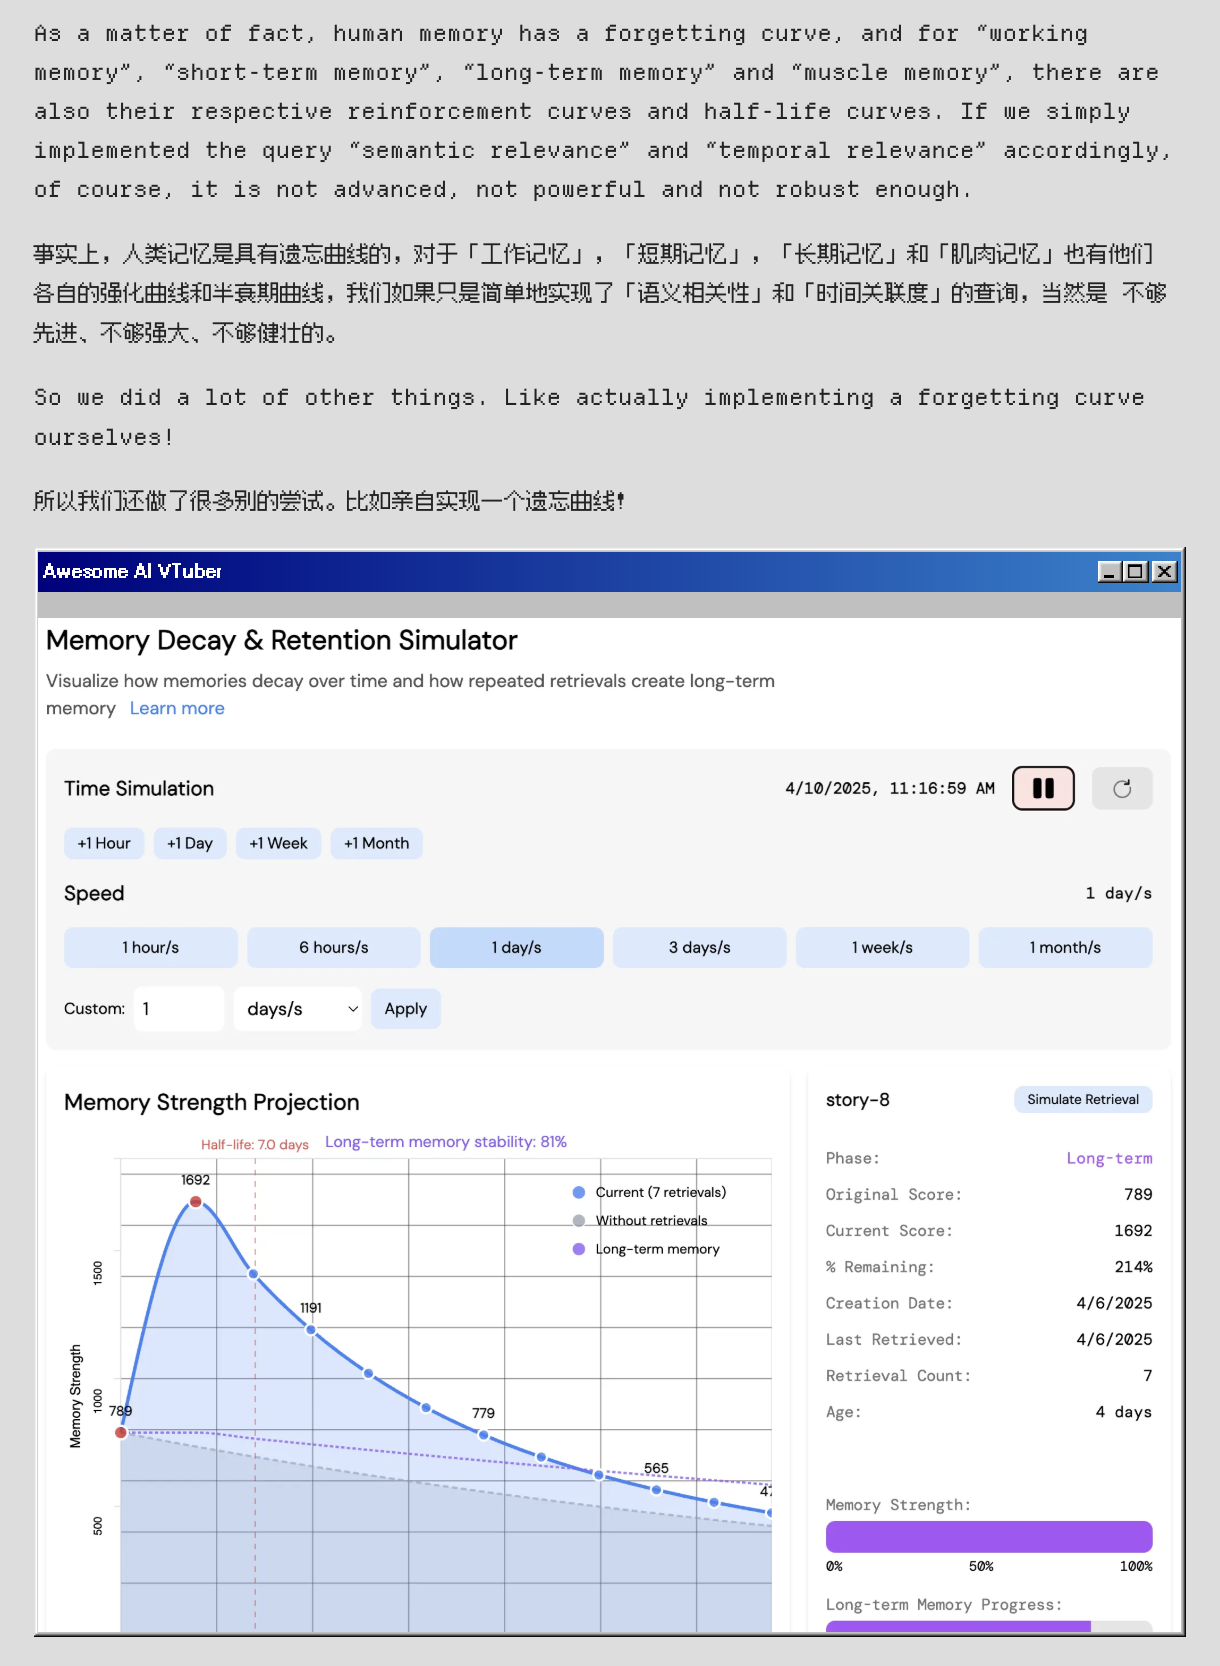 As a matter of fact, human memory has a forgetting curve, and for “working
memory”, “short-term memory”, “long-term memory” and “muscle memory”, there are
also their respective reinforcement curves and half-life curves. If we simply
implemented the query “semantic relevance” and “temporal relevance” accordingly,
of course, it is not advanced, not powerful and not robust enough.
事实上，人类记忆是具有遗忘曲线的，对于「工作记忆」，「短期记忆」，「长期记忆」和「肌肉记忆」也有他们
各自的强化曲线和半衰期曲线，我们如果只是简单地实现了「语义相关性」和「时间关联度」的查询，当然是 不够
先进、不够强大、不够健壮的。
So we did a lot of other things. Like actually implementing a forgetting curve
ourselves!
所以我们还做了很多别的尝试。比如亲自实现一个遗忘曲线！
Awesome AI VTuber
Memory Decay & Retention Simulator
Visualize how memories decay over time and how repeated retrievals create long-term
memory Learn more
Time Simulation 4/10/2025, 11:16:59 AM
+1 Hour +1 Day +1 Week +1 Month
Speed 1 day/s
1 hour/s 6 hours/s 1 day/s 3 days/s 1 week/s 1 month/s
Custom: 1 days/s Apply
Memory Strength Projection
Half-life: 7.0 days Long-term memory stability: 81%
1692
Current (7 retrievals)
Without retrievals
Long-term memory
1500
1191
1000
789
779
565
47
500
Memory Strength
story-8 Simulate Retrieval
Phase: Long-term
Original Score: 789
Current Score: 1692
% Remaining: 214%
Creation Date: 4/6/2025
Last Retrieved: 4/6/2025
Retrieval Count: 7
Age: 4 days
Memory Strength:
0% 50% 100%
Long-term Memory Progress: